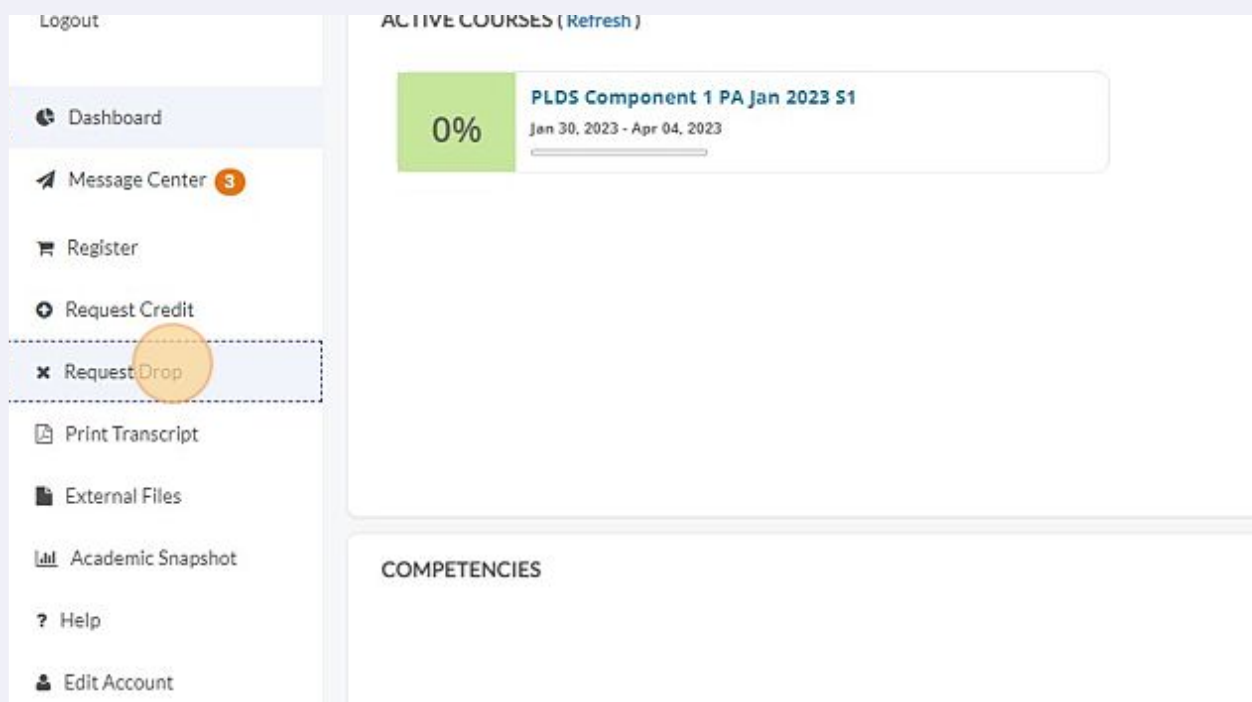 Logout
Dashboard
Message Center 3
Register
Request Credit
Request Drop
Print Transcript
External Files
Academic Snapshot
? Help
Edit Account
ACTIVE COURSES ( Refresh )
0%
PLDS Component 1 PA Jan 2023 S1
Jan 30, 2023 - Apr 04, 2023
COMPETENCIES